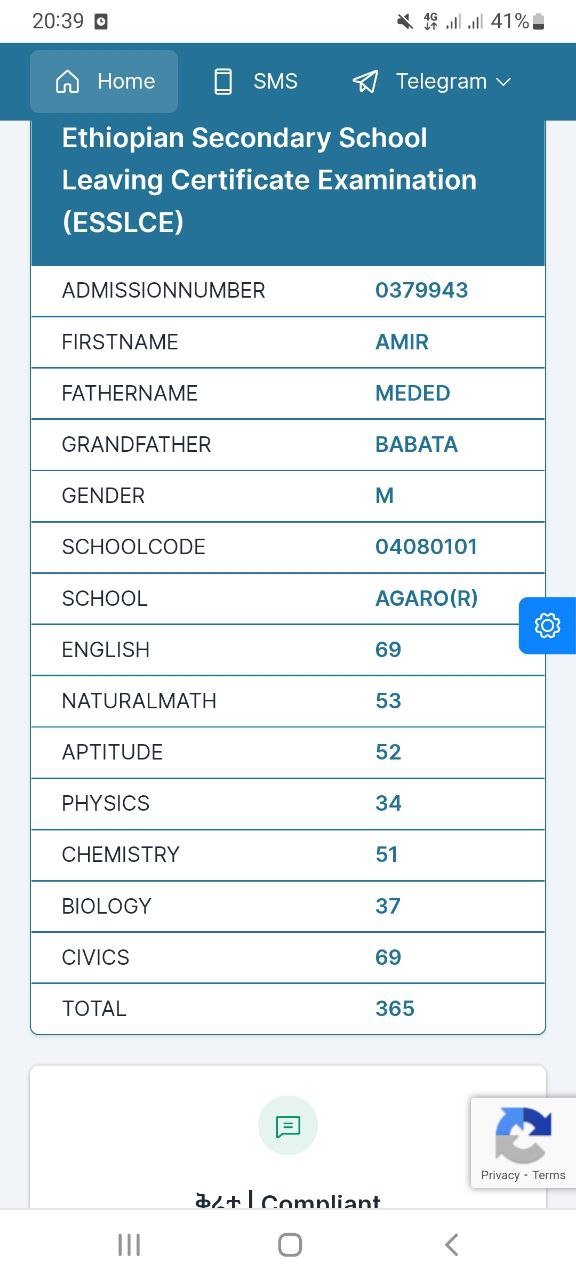 20:39 4G 41%
Home SMS Telegram
Ethiopian Secondary School
Leaving Certificate Examination
(ESSLCE)
ADMISSIONNUMBER 0379943
FIRSTNAME AMIR
FATHERNAME MEDED
GRANDFATHER BABATA
GENDER M
SCHOOLCODE 04080101
SCHOOL AGARO(R)
ENGLISH 69
NATURALMATH 53
APTITUDE 52
PHYSICS 34
CHEMISTRY 51
BIOLOGY 37
CIVICS 69
TOTAL 365
ቅሬታ | Compliant
Privacy - Terms